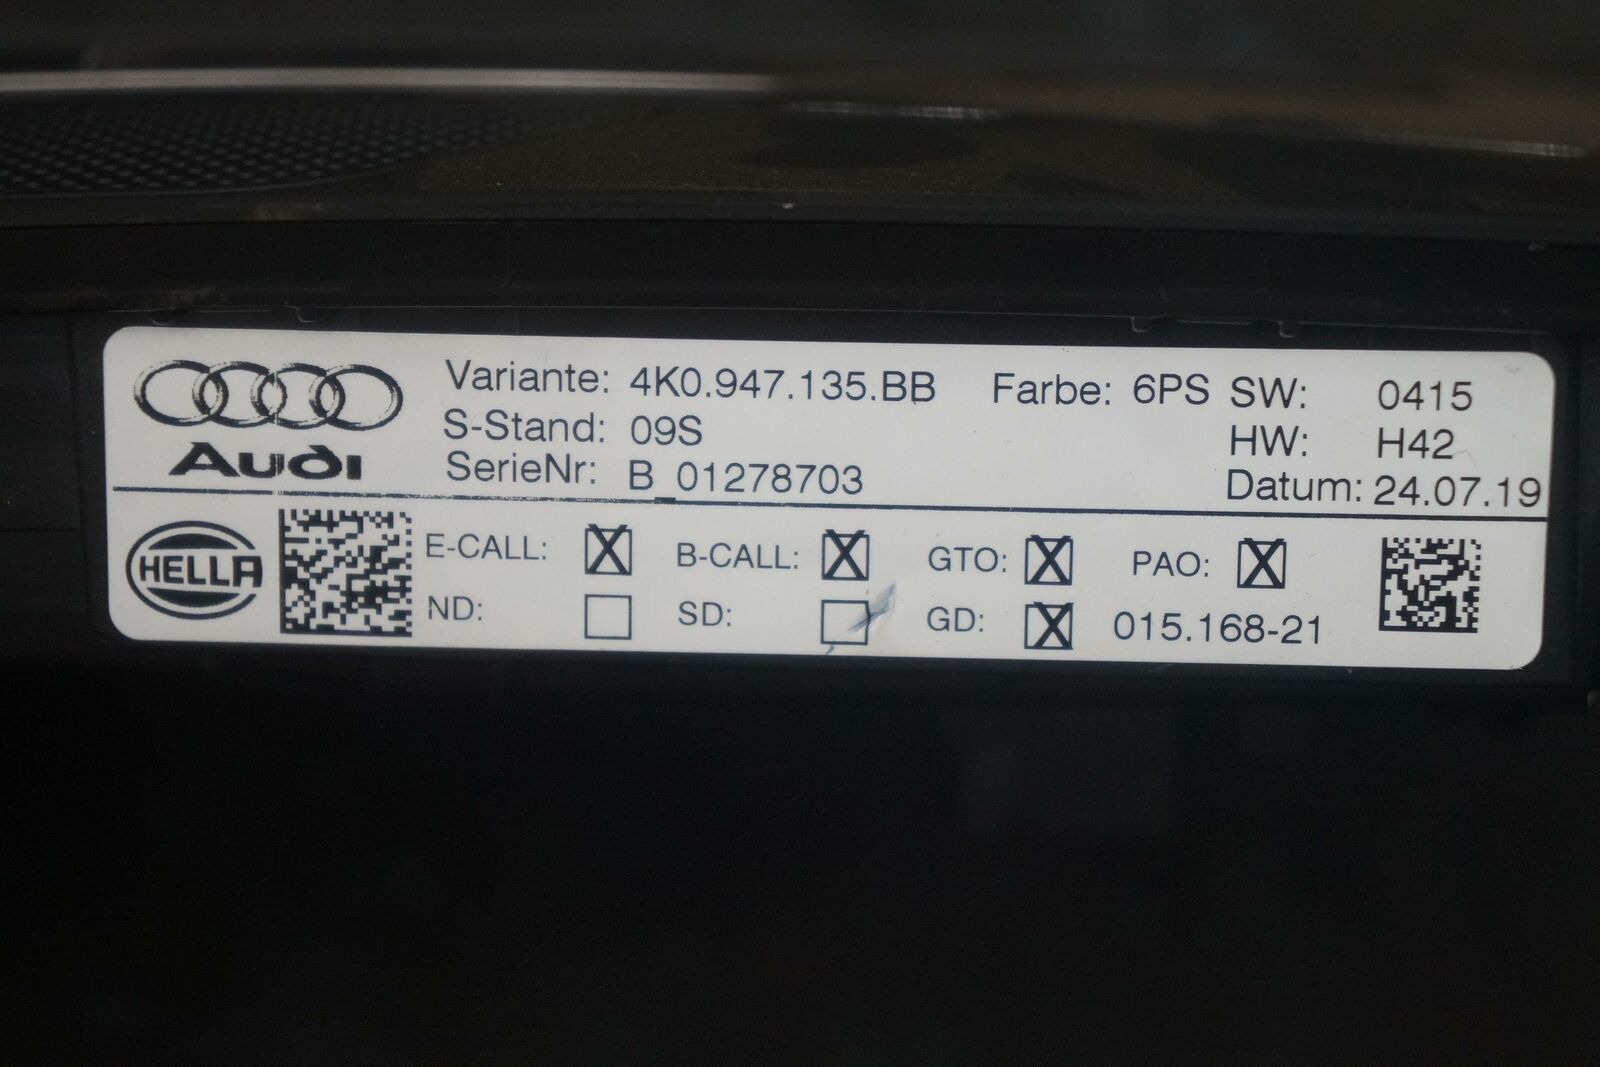 Audi
Variante: 4K0.947.135.BB Farbe: 6PS SW: 0415
S-Stand: 09S HW: H42
SerieNr: B_01278703 Datum: 24.07.19
HELLA
E-CALL: X B-CALL: X GTO: X PAO: X
ND: SD: GD: X 015.168-21